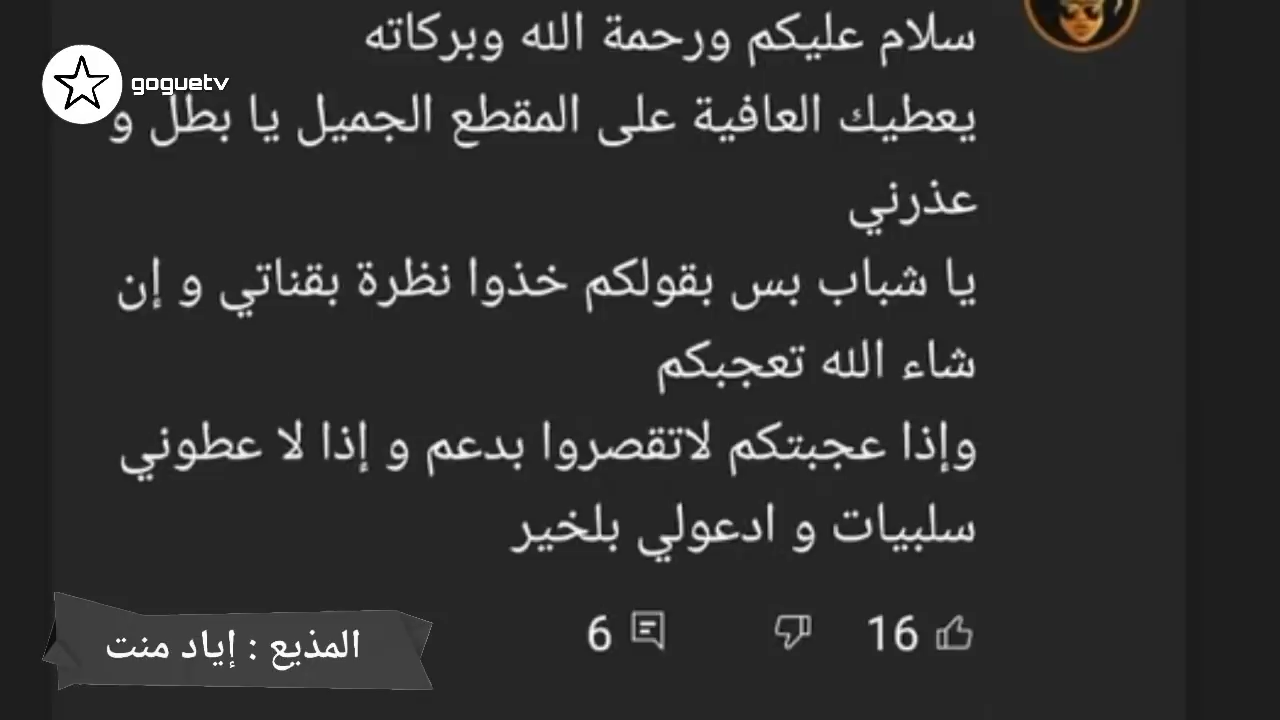 سلام عليكم ورحمة الله وبركاته
goguetv
يعطيك العافية على المقطع الجميل يا بطل و
عذرني
يا شباب بس بقولكم خذوا نظرة بقناتي و إن
شاء الله تعجبكم
وإذا عجبتكم لاتقصروا بدعم و إذا لا عطوني
سلبيات و ادعولي بلخير
16 6
المذيع : إياد منت